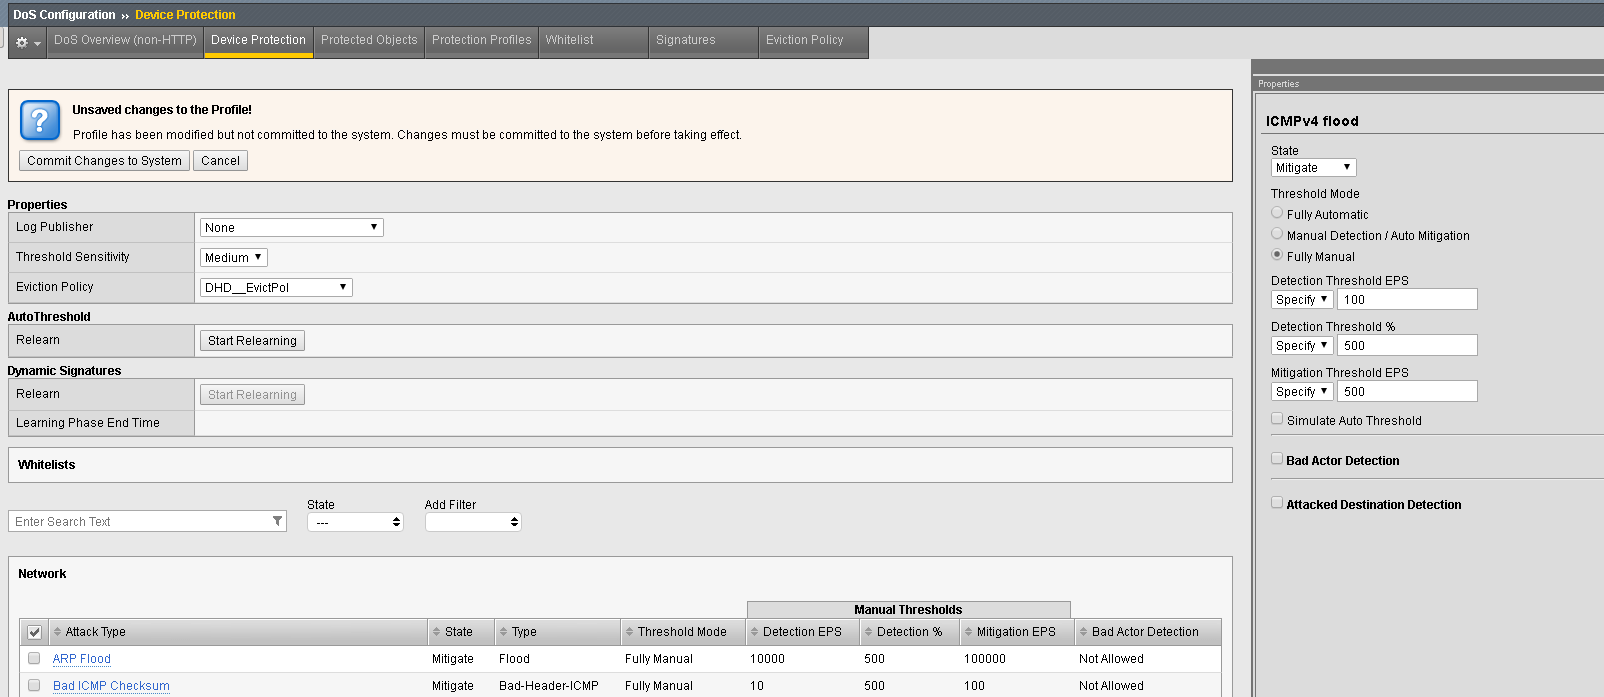 DoS Configuration ›› Device Protection
DoS Overview (non-HTTP) Device Protection Protected Objects Protection Profiles Whitelist Signatures Eviction Policy
Unsaved changes to the Profile!
Profile has been modified but not committed to the system. Changes must be committed to the system before taking effect.
Commit Changes to System Cancel
Properties
Log Publisher None
Threshold Sensitivity Medium
Eviction Policy DHD__EvictPol
AutoThreshold
Relearn Start Relearning
Dynamic Signatures
Relearn Start Relearning
Learning Phase End Time
Whitelists
State Add Filter
Enter Search Text ---
Network
Manual Thresholds
Attack Type State Type Threshold Mode Detection EPS Detection % Mitigation EPS Bad Actor Detection
ARP Flood Mitigate Flood Fully Manual 10000 500 100000 Not Allowed
Bad ICMP Checksum Mitigate Bad-Header-ICMP Fully Manual 10 500 100 Not Allowed
Properties
ICMPv4 flood
State
Mitigate
Threshold Mode
Fully Automatic
Manual Detection / Auto Mitigation
Fully Manual
Detection Threshold EPS
Specify 100
Detection Threshold %
Specify 500
Mitigation Threshold EPS
Specify 500
Simulate Auto Threshold
Bad Actor Detection
Attacked Destination Detection